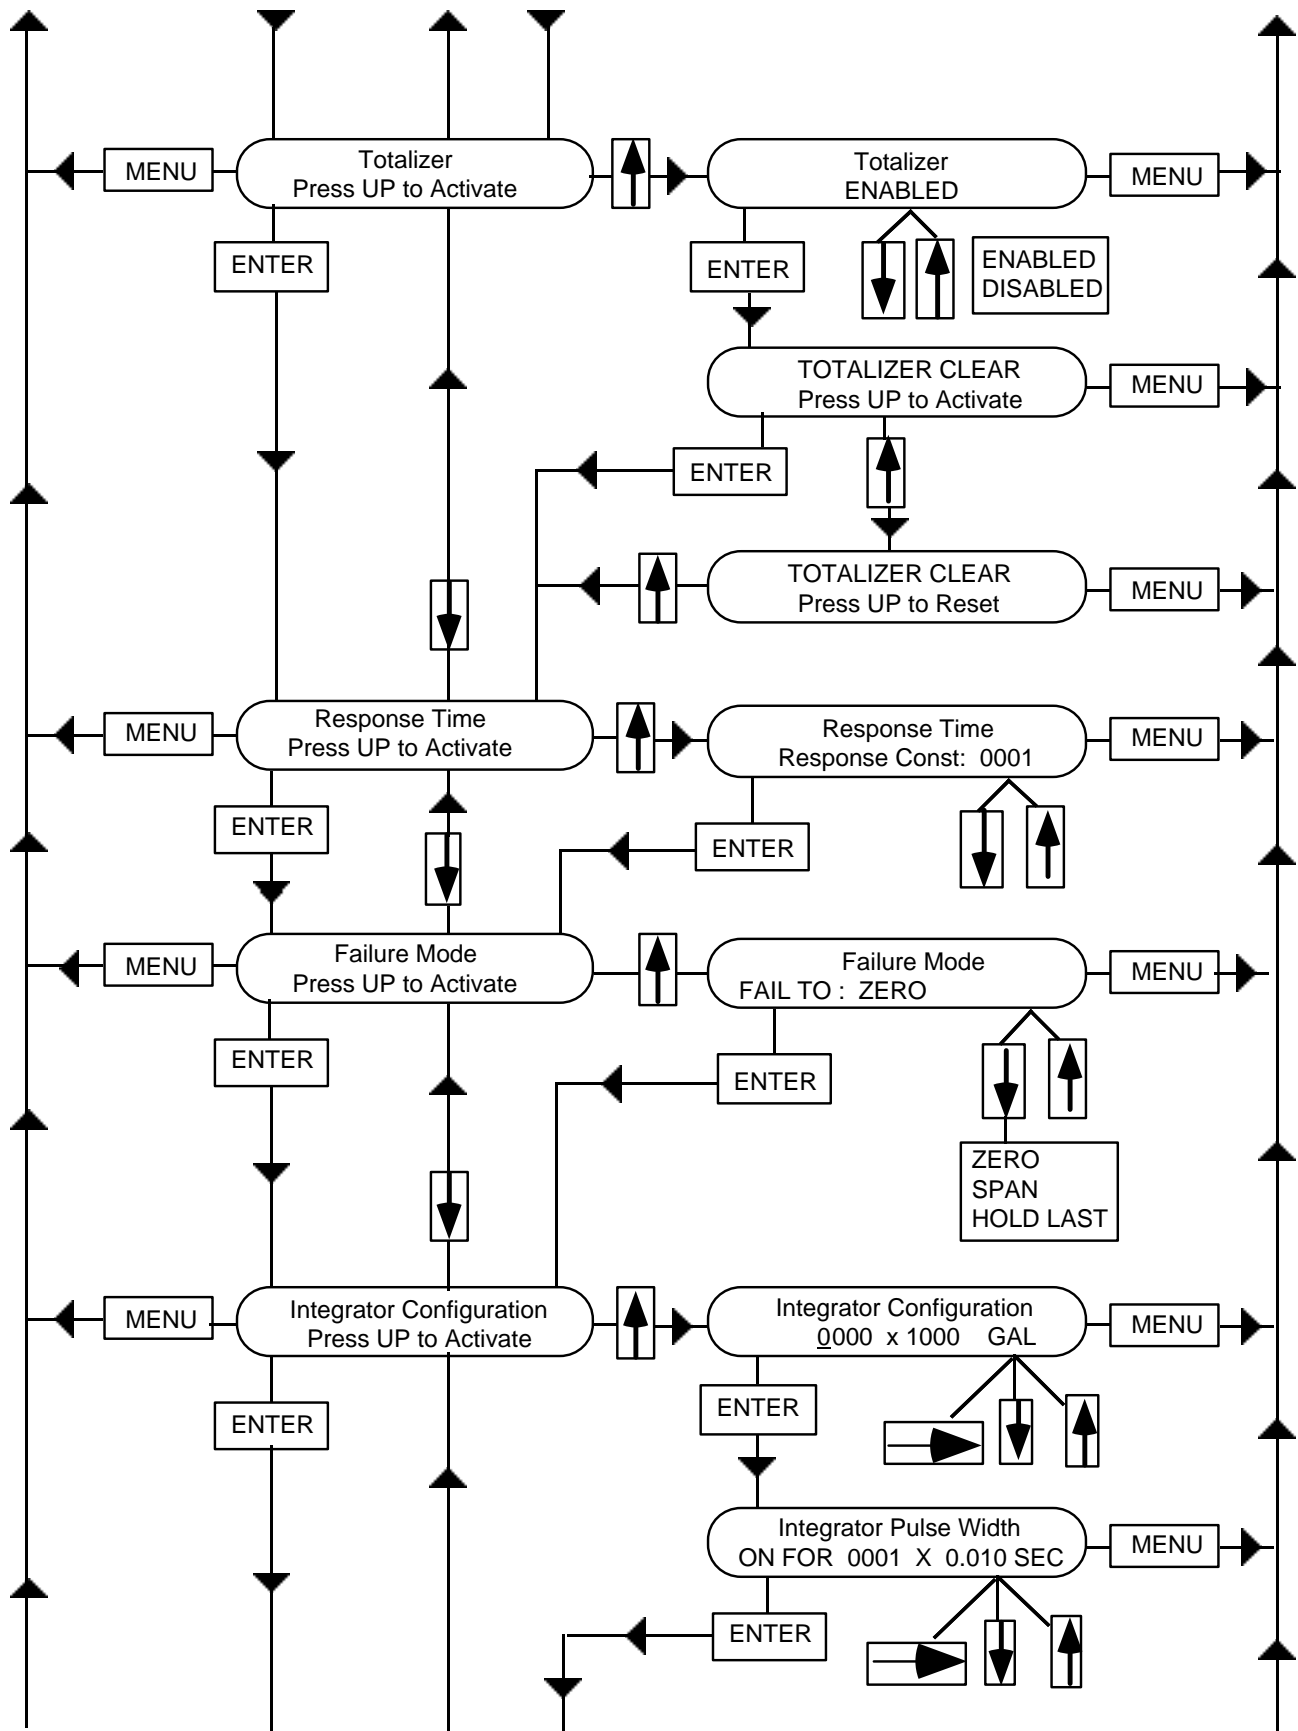 MENU
Totalizer
Press UP to Activate
Totalizer
ENABLED
MENU
ENTER
ENTER
ENABLED
DISABLED
TOTALIZER CLEAR
Press UP to Activate
MENU
ENTER
TOTALIZER CLEAR
Press UP to Reset
MENU
MENU
Response Time
Press UP to Activate
Response Time
Response Const: 0001
MENU
ENTER
ENTER
MENU
Failure Mode
Press UP to Activate
Failure Mode
FAIL TO : ZERO
MENU
ENTER
ENTER
ZERO
SPAN
HOLD LAST
MENU
Integrator Configuration
Press UP to Activate
Integrator Configuration
0000 x 1000 GAL
MENU
ENTER
ENTER
Integrator Pulse Width
ON FOR 0001 X 0.010 SEC
MENU
ENTER